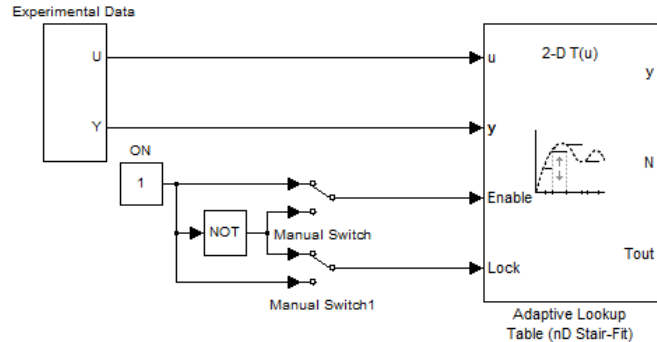 Experimental Data
U
Y
ON
1
NOT
Manual Switch
Manual Switch1
u
2-D T(u)
y
y
N
Enable
Tout
Lock
Adaptive Lookup
Table (nD Stair-Fit)